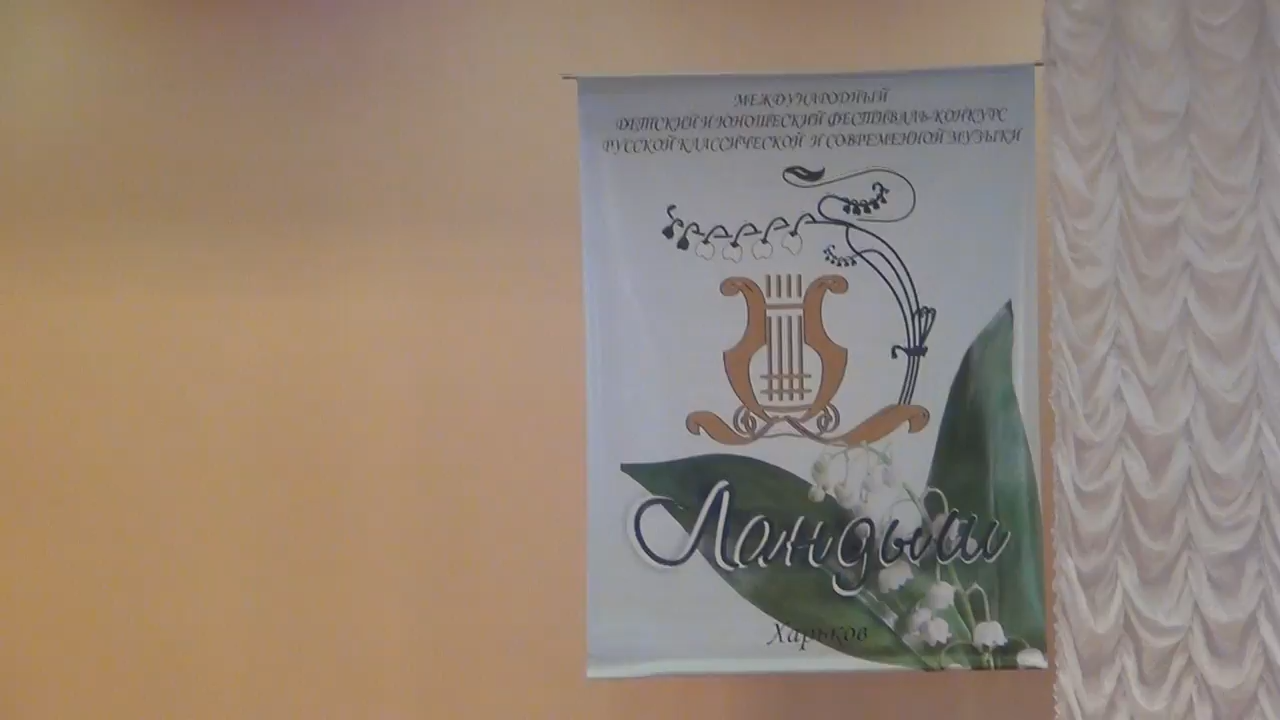 МЕЖДУНАРОДНЫЙ
ДЕТСКИЙ И ЮНОШЕСКИЙ ФЕСТИВАЛЬ-КОНКУРС
РУССКОЙ КЛАССИЧЕСКОЙ И СОВРЕМЕННОЙ МУЗЫКИ
Ландыш
Харьков